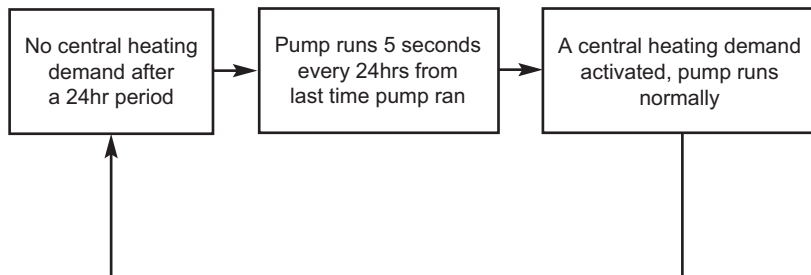 No central heating
demand after
a 24hr period
Pump runs 5 seconds
every 24hrs from
last time pump ran
A central heating demand
activated, pump runs
normally